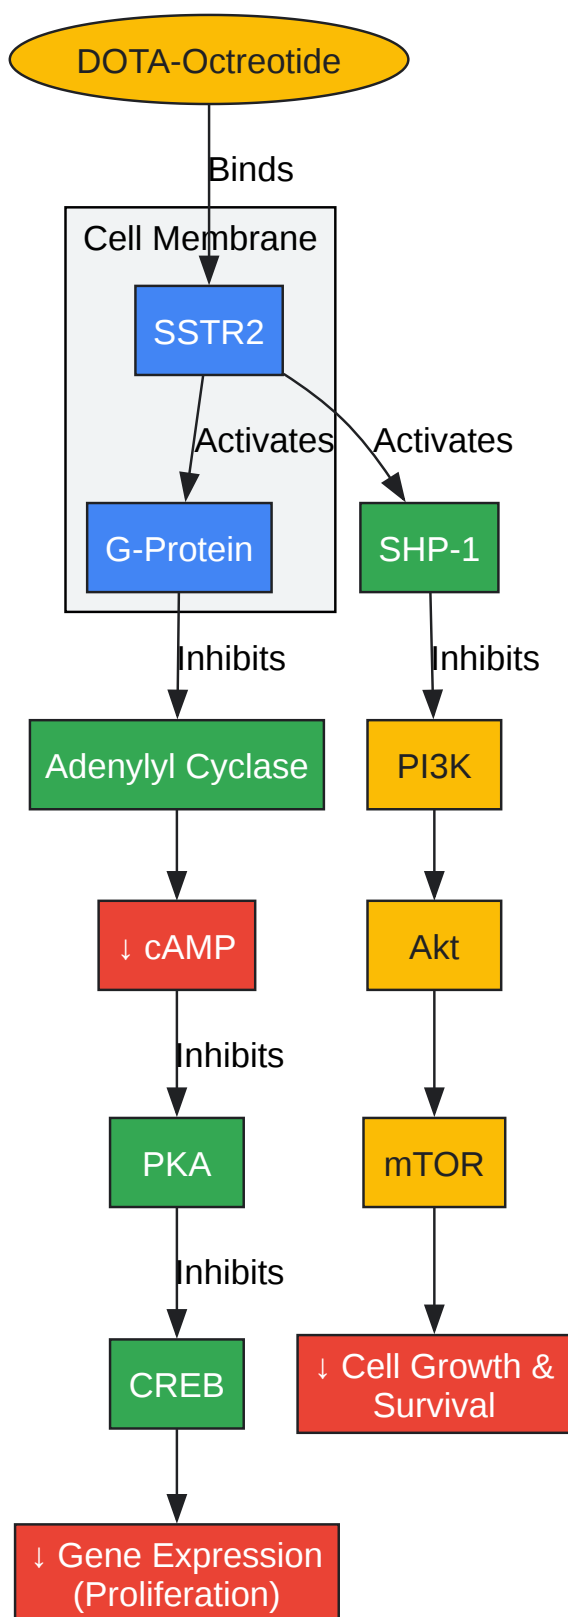 DOTA-Octreotide
Binds
Cell Membrane
SSTR2
Activates
Activates
G-Protein
SHP-1
Inhibits
Inhibits
Adenylyl Cyclase
PI3K
↓ cAMP
Akt
Inhibits
PKA
mTOR
Inhibits
CREB
↓ Cell Growth &
Survival
↓ Gene Expression
(Proliferation)